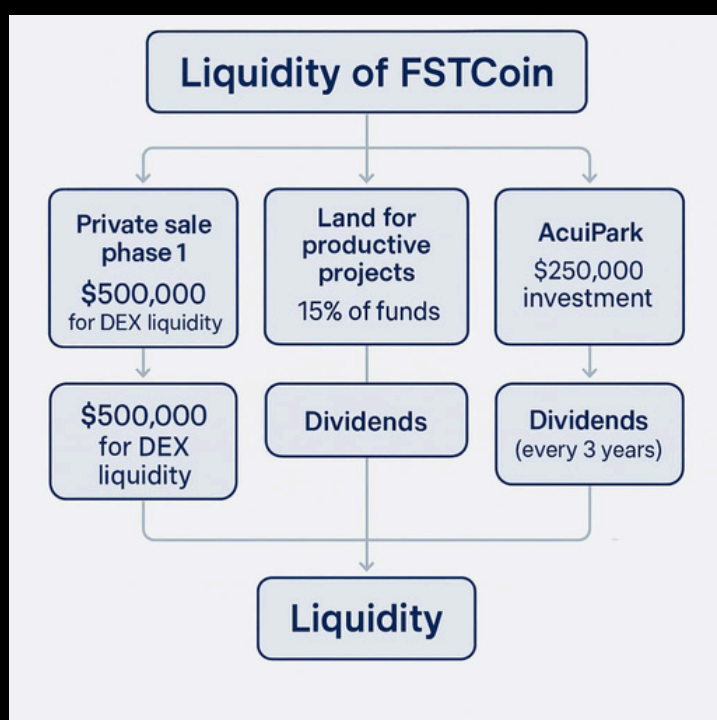 Liquidity of FSTCoin
Private sale
phase 1
$500,000
for DEX liquidity
Land for
productive
projects
15% of funds
AcuiPark
$250,000
investment
$500,000
for DEX
liquidity
Dividends
Dividends
(every 3 years)
Liquidity